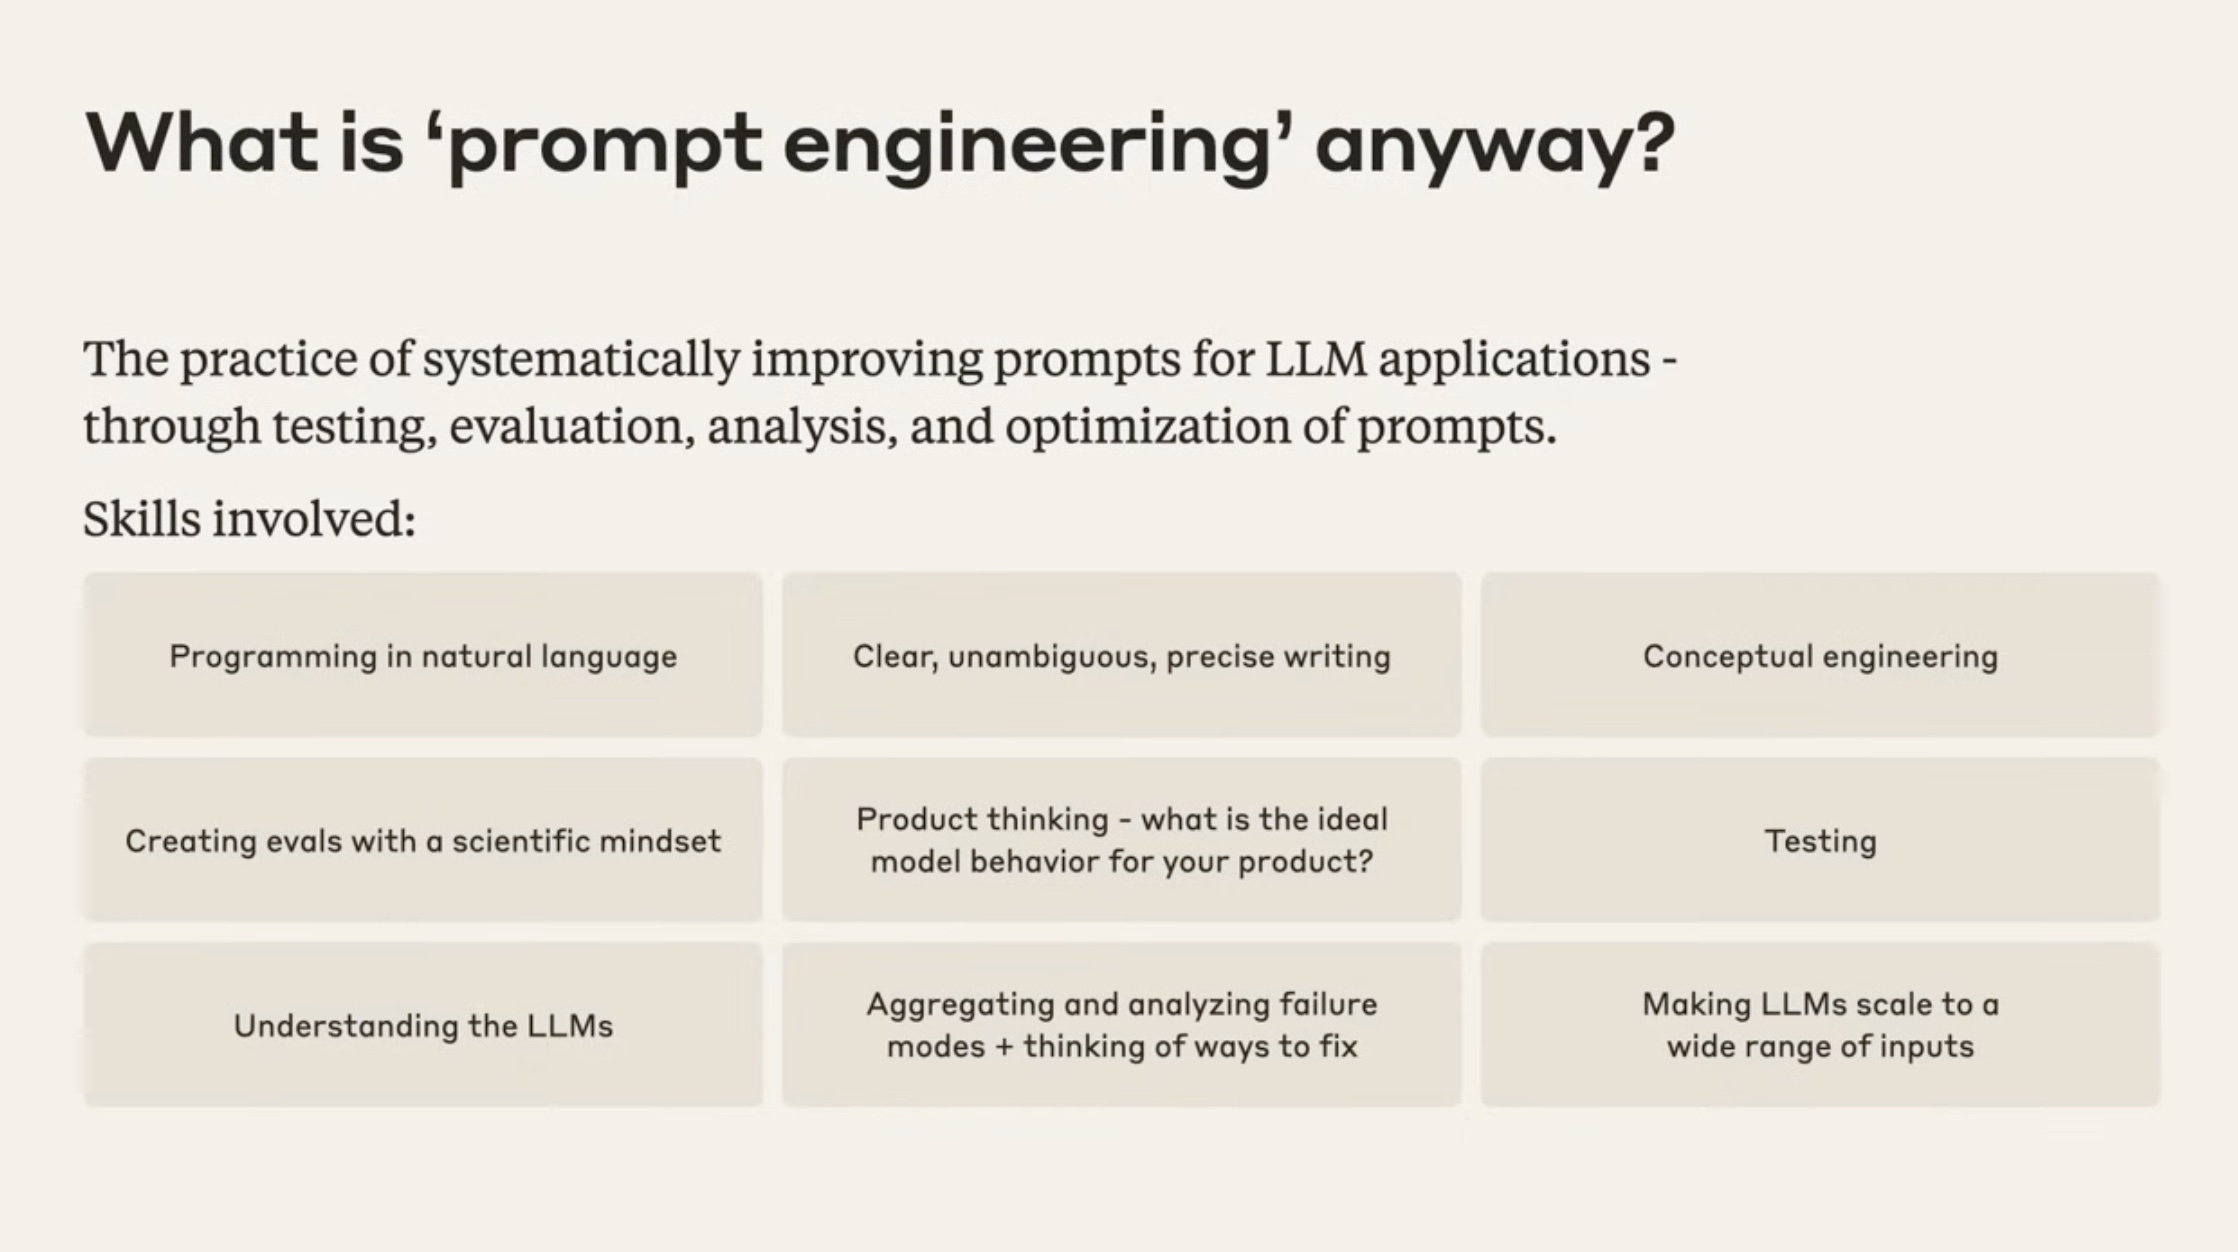 What is ‘prompt engineering’ anyway?
The practice of systematically improving prompts for LLM applications -
through testing, evaluation, analysis, and optimization of prompts.
Skills involved:
Programming in natural language
Clear, unambiguous, precise writing
Conceptual engineering
Creating evals with a scientific mindset
Product thinking - what is the ideal
model behavior for your product?
Testing
Understanding the LLMs
Aggregating and analyzing failure
modes + thinking of ways to fix
Making LLMs scale to a
wide range of inputs